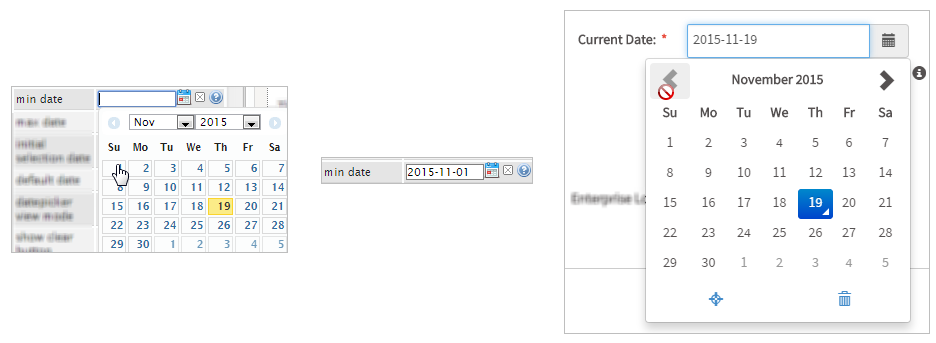 min date
max date
initial
selection date
default date
datepicker
view mode
show clear
button
Nov 2015
Su Mo Tu We Th Fr Sa
1 2 3 4 5 6 7
8 9 10 11 12 13 14
15 16 17 18 19 20 21
22 23 24 25 26 27 28
29 30 1 2 3 4 5
min date 2015-11-01
Current Date: * 2015-11-19
November 2015
Su Mo Tu We Th Fr Sa
1 2 3 4 5 6 7
8 9 10 11 12 13 14
15 16 17 18 19 20 21
22 23 24 25 26 27 28
29 30 1 2 3 4 5
Enterprise Lo